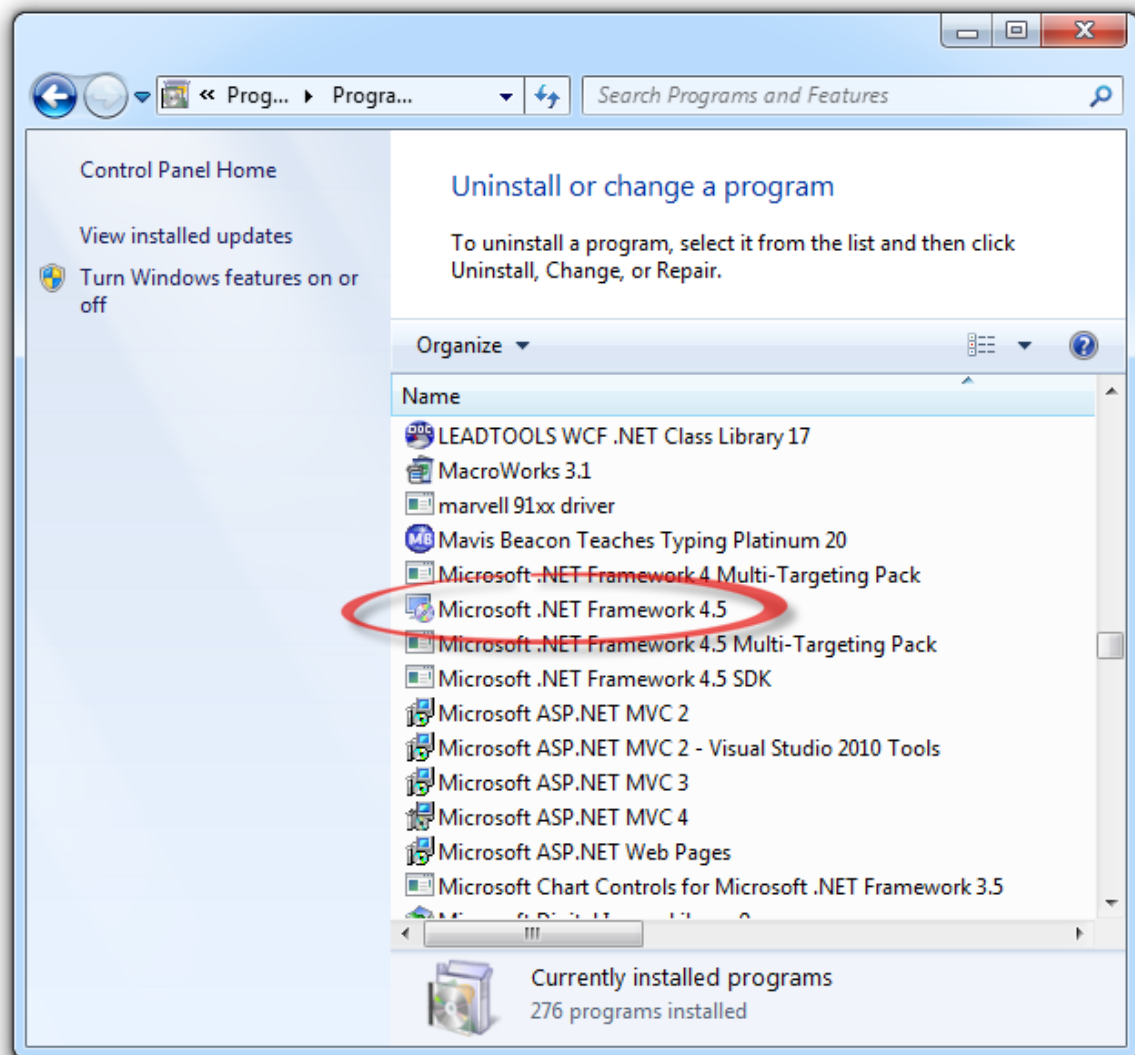 « Prog... ▸ Progra...
Search Programs and Features
Control Panel Home
View installed updates
Turn Windows features on or
off
Uninstall or change a program
To uninstall a program, select it from the list and then click
Uninstall, Change, or Repair.
Organize
Name
LEADTOOLS WCF .NET Class Library 17
MacroWorks 3.1
marvell 91xx driver
Mavis Beacon Teaches Typing Platinum 20
Microsoft .NET Framework 4 Multi-Targeting Pack
Microsoft .NET Framework 4.5
Microsoft .NET Framework 4.5 Multi-Targeting Pack
Microsoft .NET Framework 4.5 SDK
Microsoft ASP.NET MVC 2
Microsoft ASP.NET MVC 2 - Visual Studio 2010 Tools
Microsoft ASP.NET MVC 3
Microsoft ASP.NET MVC 4
Microsoft ASP.NET Web Pages
Microsoft Chart Controls for Microsoft .NET Framework 3.5
Currently installed programs
276 programs installed